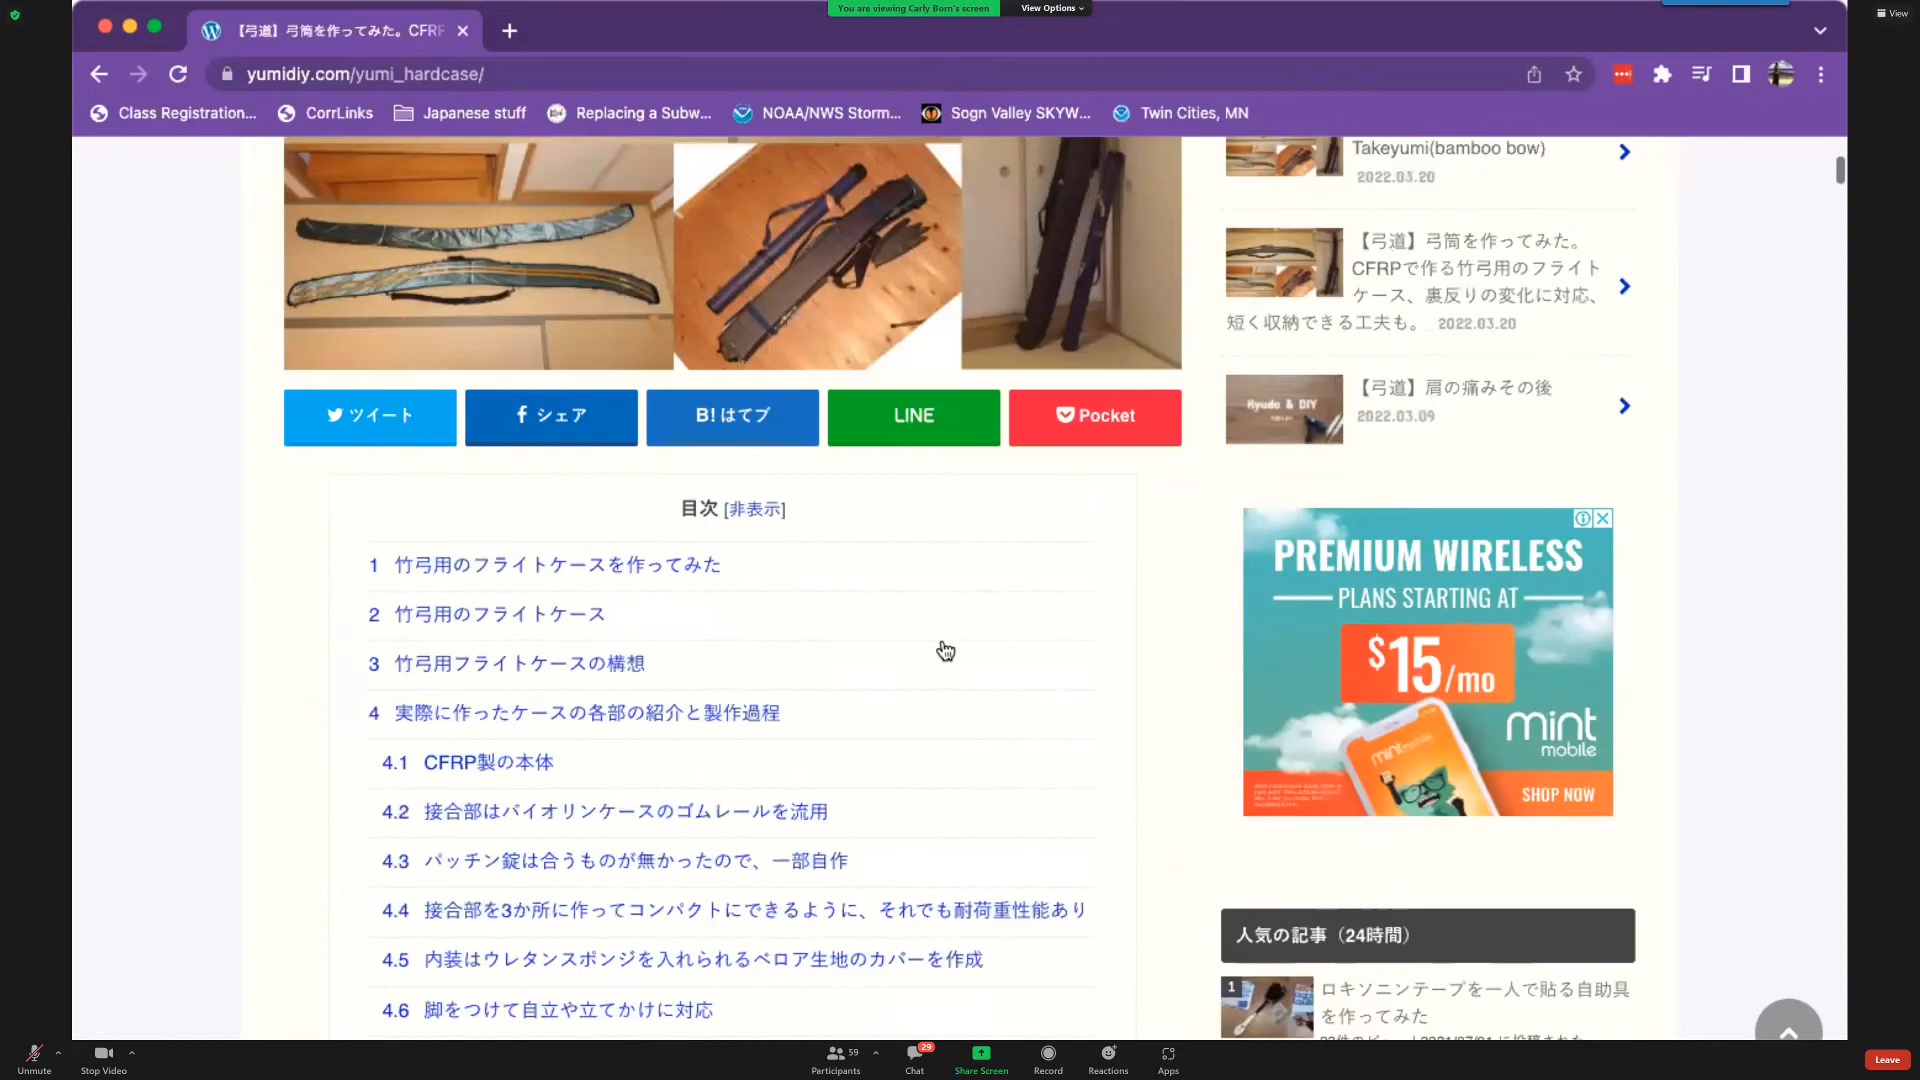 You are viewing Carly Born's screen
View Options
View
【弓道】弓筒を作ってみた。CFRP
yumidiy.com/yumi_hardcase/
Class Registration...
CorrLinks
Japanese stuff
Replacing a Subw...
NOAA/NWS Storm...
Sogn Valley SKYW...
Twin Cities, MN
Takeyumi(bamboo bow)
2022.03.20
【弓道】弓筒を作ってみた。
CFRPで作る竹弓用のフライト
ケース、裏反りの変化に対応、
短く収納できる工夫も。 2022.03.20
【弓道】肩の痛みその後
2022.03.09
Kyudo & DIY
ツイート
シェア
B! はてブ
LINE
Pocket
目次 [非表示]
1 竹弓用のフライトケースを作ってみた
2 竹弓用のフライトケース
3 竹弓用フライトケースの構想
4 実際に作ったケースの各部の紹介と製作過程
4.1 CFRP製の本体
4.2 接合部はバイオリンケースのゴムレールを流用
4.3 パッチン錠は合うものが無かったので、一部自作
4.4 接合部を3か所に作ってコンパクトにできるように、それでも耐荷重性能あり
4.5 内装はウレタンスポンジを入れられるベロア生地のカバーを作成
4.6 脚をつけて自立や立てかけに対応
PREMIUM WIRELESS
PLANS STARTING AT
$15/mo
mint
mobile
SHOP NOW
人気の記事（24時間）
1
ロキソニンテープを一人で貼る自助具
を作ってみた
Unmute
Stop Video
59
Participants
29
Chat
Share Screen
Record
Reactions
Apps
Leave